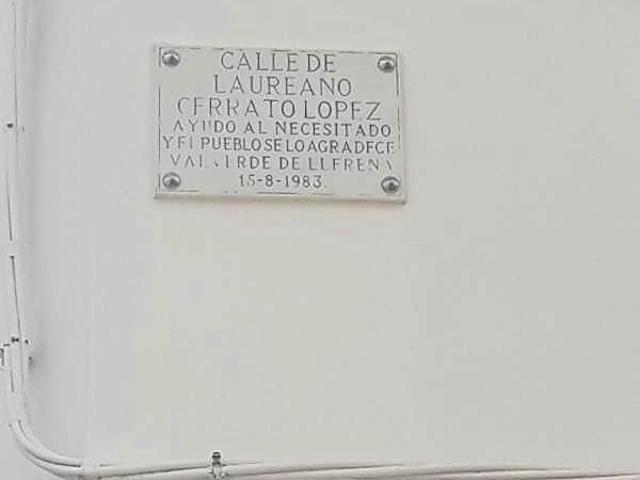 CALLE DE
LAUREANO
CERRATO LOPEZ
AYUDO AL NECESITADO
Y EL PUEBLO SE LO AGRADECE
VALVERDE DE LLERENA
15-8-1983